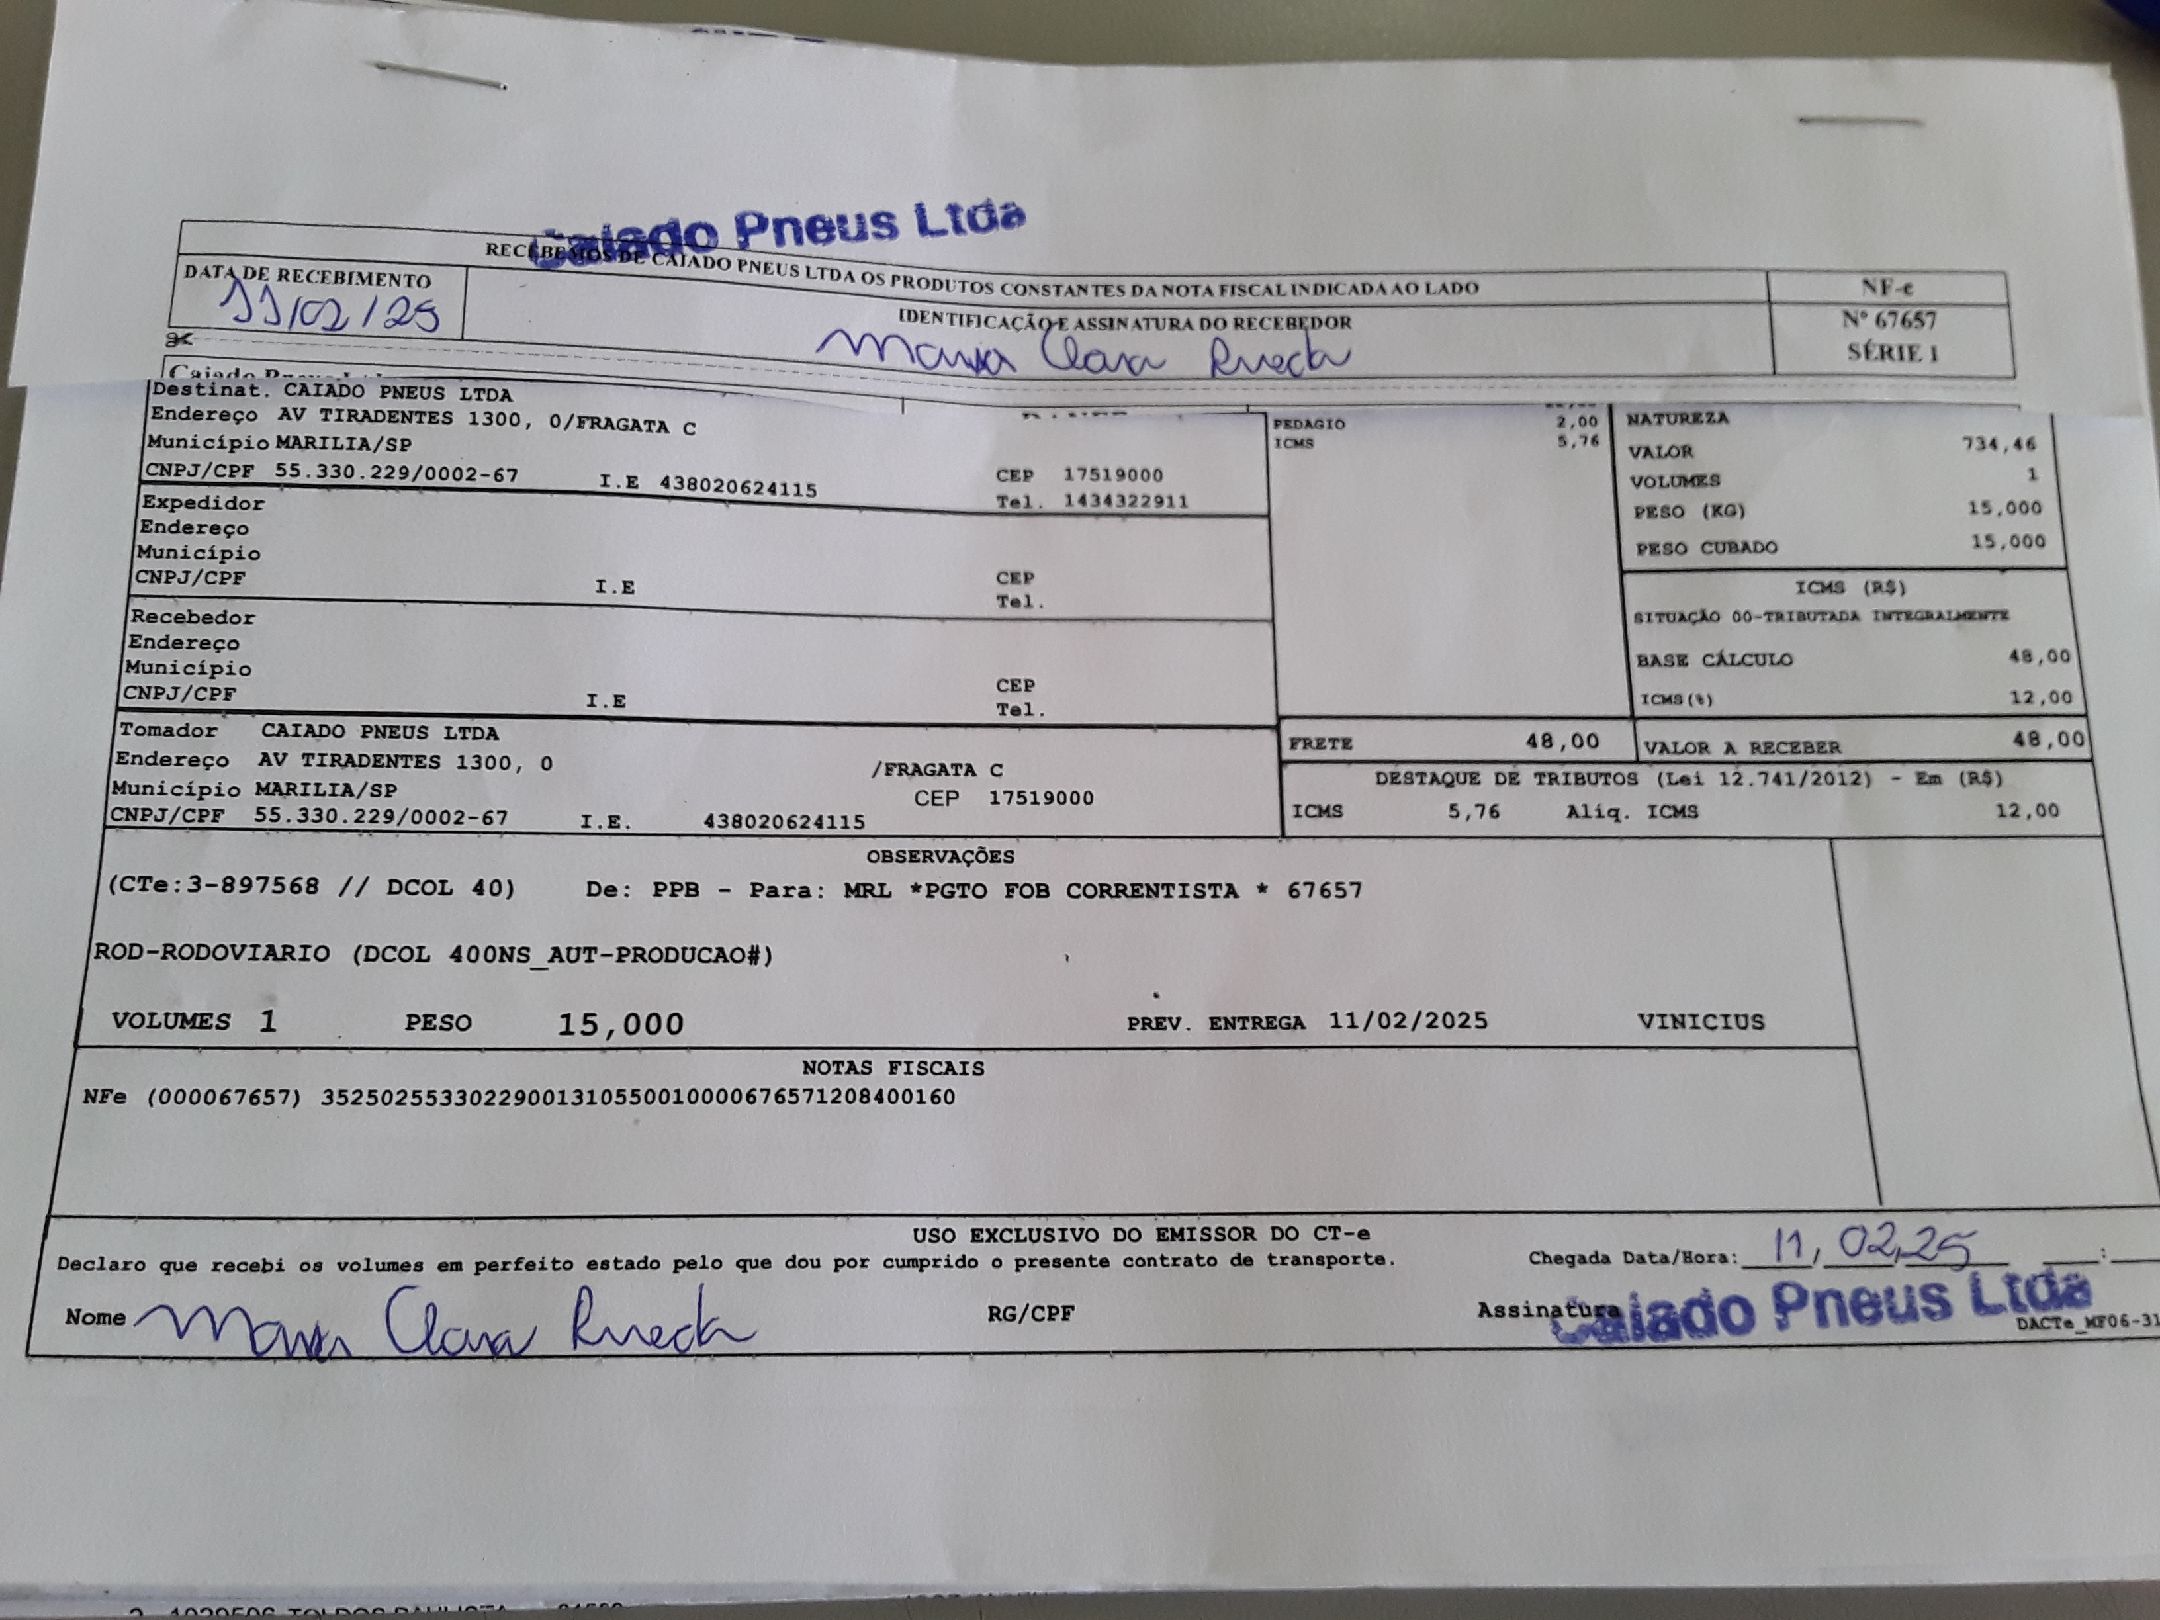 Caiado Pneus Ltda
RECEBEMOS DE CAIADO PNEUS LTDA OS PRODUTOS CONSTANTES DA NOTA FISCAL INDICADA AO LADO
DATA DE RECEBIMENTO
11/02/25
IDENTIFICAÇÃO E ASSINATURA DO RECEBEDOR
Maria Clara Rueda
NF-e
Nº 67657
SÉRIE 1
Destinat. CAIADO PNEUS LTDA
Endereço AV TIRADENTES 1300, 0/FRAGATA C
Município MARILIA/SP
CNPJ/CPF 55.330.229/0002-67 I.E 438020624115 CEP 17519000
Tel. 1434322911
Expedidor
Endereço
Município
CNPJ/CPF I.E CEP
Tel.
Recebedor
Endereço
Município
CNPJ/CPF I.E CEP
Tel.
Tomador CAIADO PNEUS LTDA
Endereço AV TIRADENTES 1300, 0 /FRAGATA C
Município MARILIA/SP CEP 17519000
CNPJ/CPF 55.330.229/0002-67 I.E. 438020624115
PEDAGIO 2,00
ICMS 5,76
NATUREZA
VALOR 734,46
VOLUMES 1
PESO (KG) 15,000
PESO CUBADO 15,000
ICMS (R$)
SITUAÇÃO 00-TRIBUTADA INTEGRALMENTE
BASE CÁLCULO 48,00
ICMS(%) 12,00
FRETE 48,00 VALOR A RECEBER 48,00
DESTAQUE DE TRIBUTOS (Lei 12.741/2012) - Em (R$)
ICMS 5,76 Aliq. ICMS 12,00
OBSERVAÇÕES
(CTe:3-897568 // DCOL 40) De: PPB - Para: MRL *PGTO FOB CORRENTISTA * 67657
ROD-RODOVIARIO (DCOL 400NS_AUT-PRODUCAO#)
VOLUMES 1 PESO 15,000 PREV. ENTREGA 11/02/2025 VINICIUS
NOTAS FISCAIS
NFe (000067657) 35250255330229001310550010000676571208400160
USO EXCLUSIVO DO EMISSOR DO CT-e
Declaro que recebi os volumes em perfeito estado pelo que dou por cumprido o presente contrato de transporte.
Chegada Data/Hora: 11/02/25 :
Nome Maria Clara Rueda RG/CPF Assinatura Caiado Pneus Ltda
DACTe_MF06-31